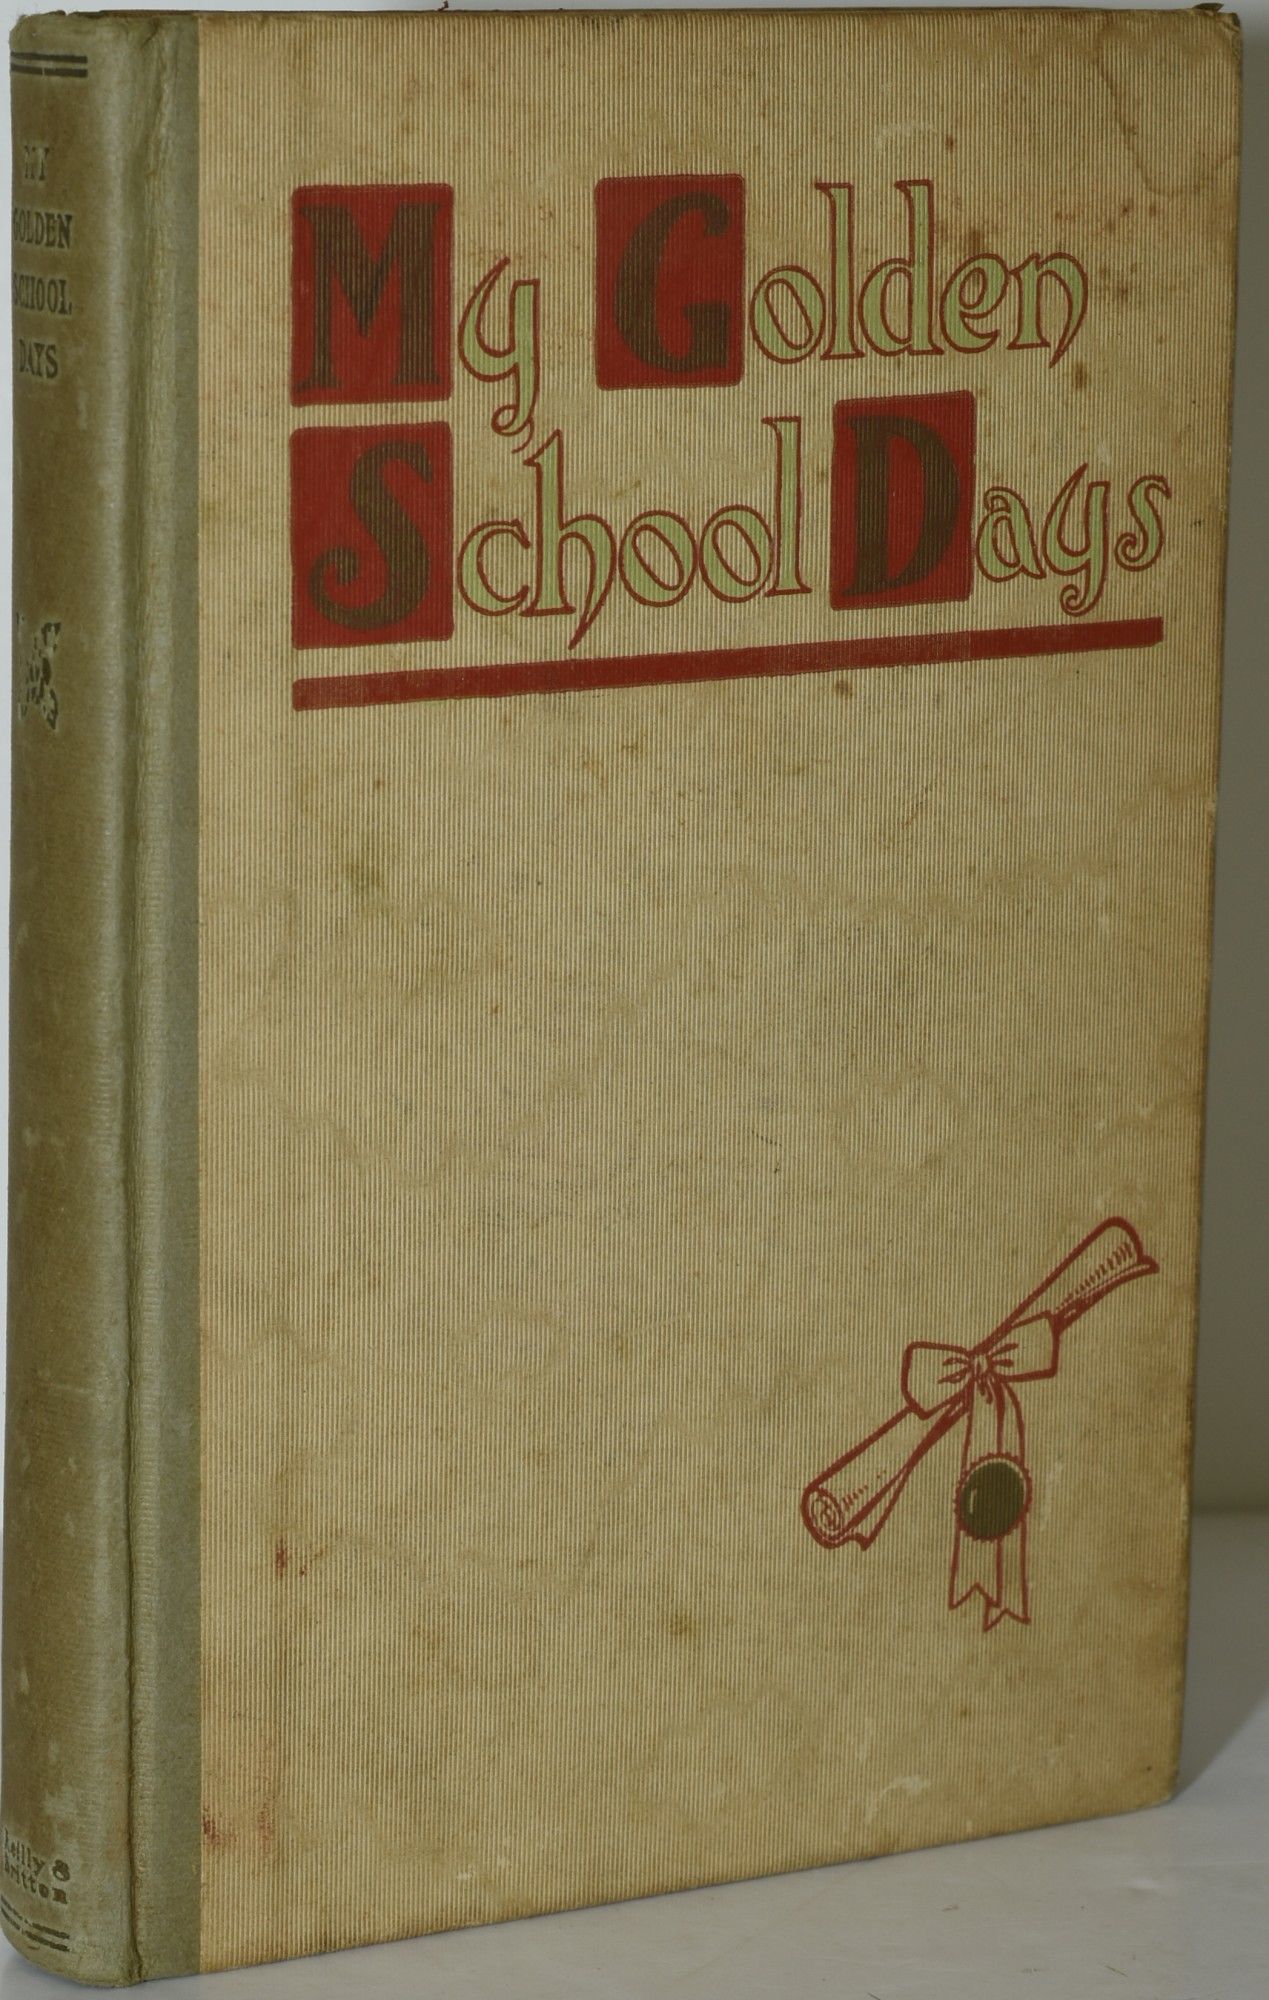 MY
GOLDEN
SCHOOL
DAYS
Reilly &
Britton
My Golden
School Days